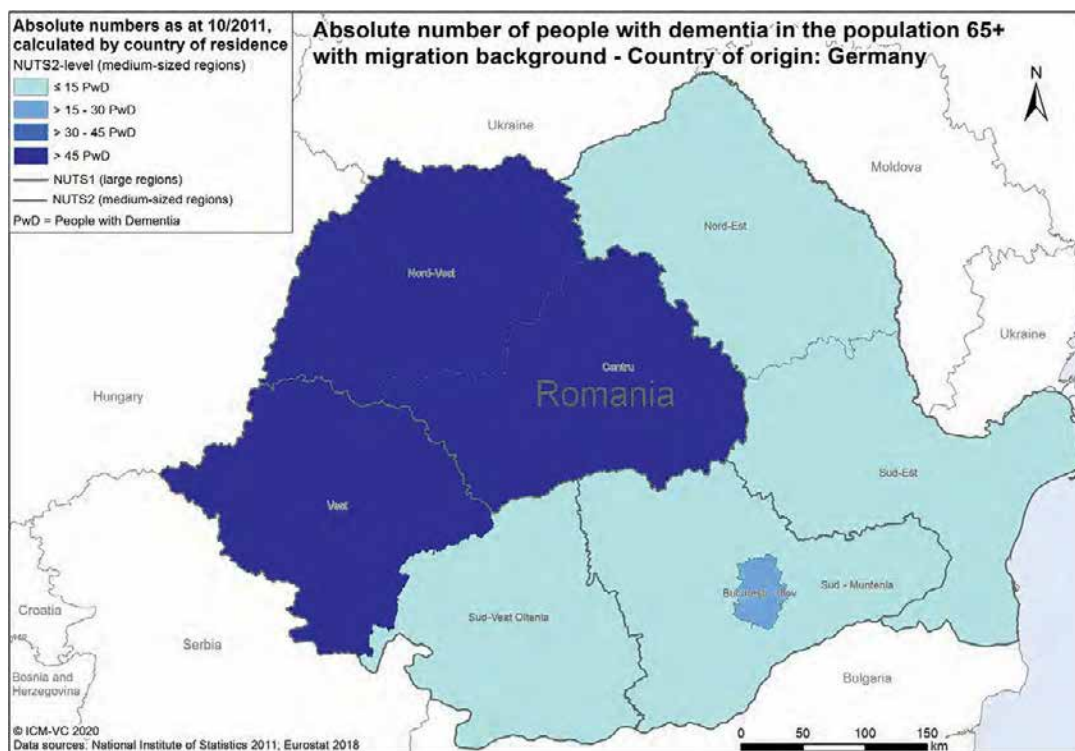 Absolute numbers as at 10/2011,
calculated by country of residence
NUTS2-level (medium-sized regions)
≤ 15 PwD
> 15 - 30 PwD
> 30 - 45 PwD
> 45 PwD
NUTS1 (large regions)
NUTS2 (medium-sized regions)
PwD = People with Dementia
Absolute number of people with dementia in the population 65+
with migration background - Country of origin: Germany
N
Ukraine
Moldova
Nord-Est
Nord-Vest
Ukraine
Centru
Romania
Hungary
Sud-Est
Vest
Sud - Muntenia
Sud-Vest Oltenia
Croatia
Serbia
Bosnia and
Herzegovina
Bulgaria
© ICM-VC 2020
Data sources: National Institute of Statistics 2011; Eurostat 2018
0 50 100 150
km